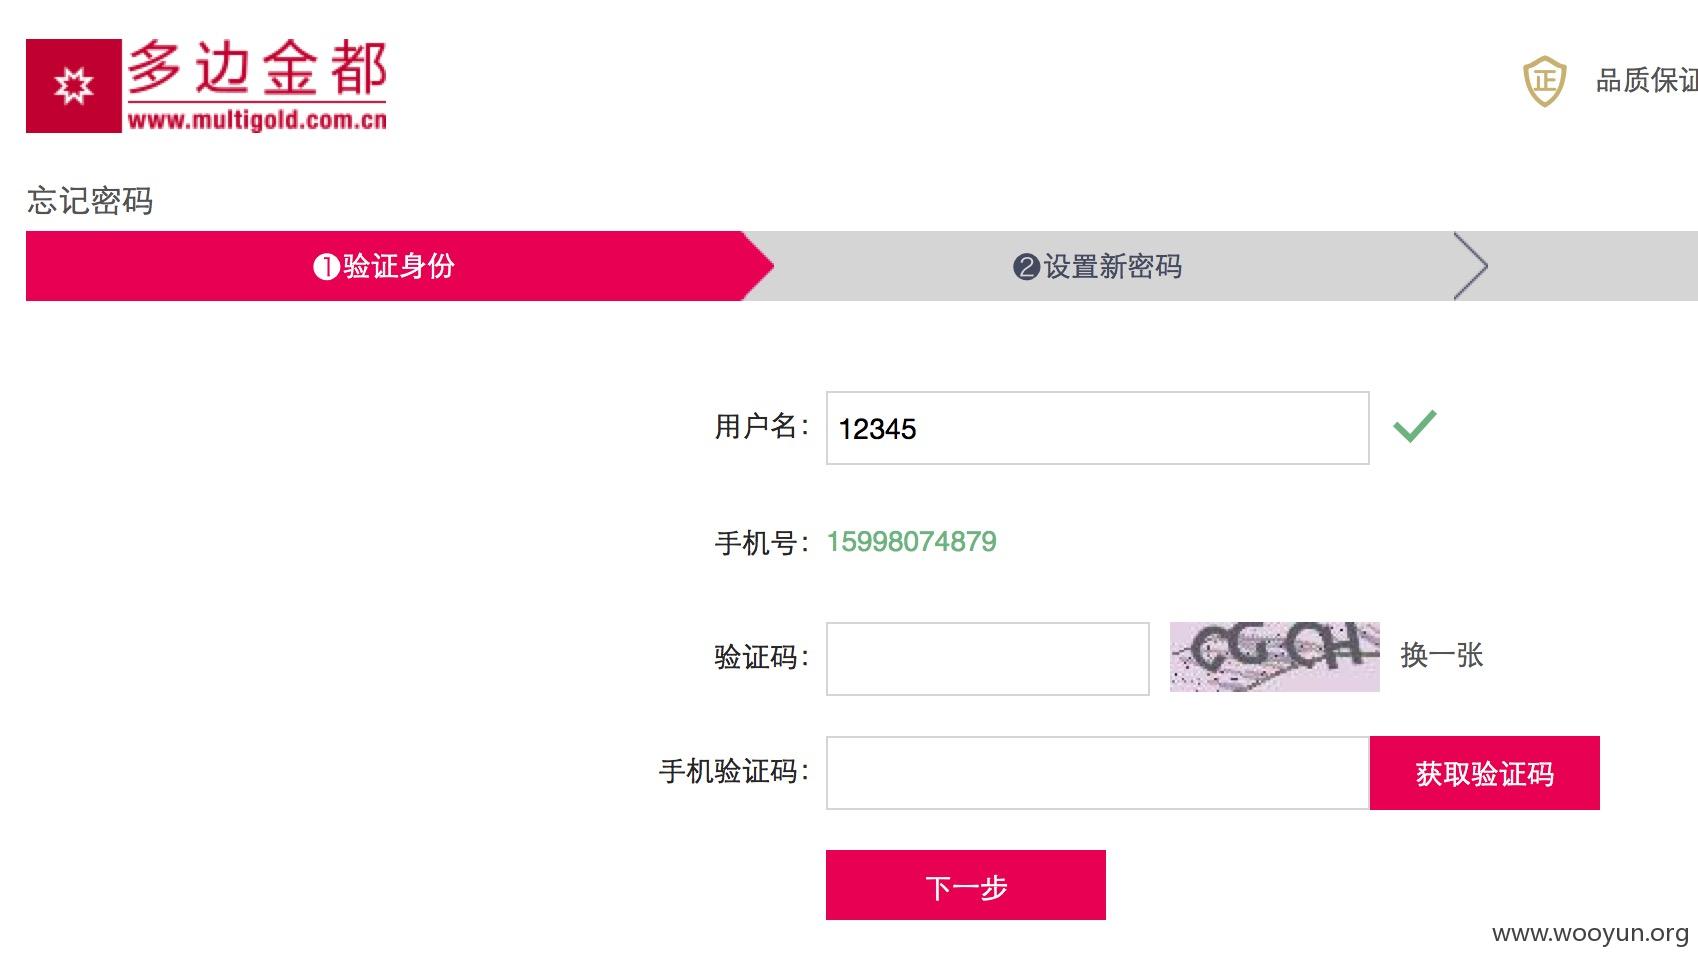 多边金都
www.multigold.com.cn
正 品质保证
忘记密码
❶验证身份 ❷设置新密码
用户名: 12345
手机号: 15998074879
验证码: CGCH 换一张
手机验证码: 获取验证码
下一步
www.wooyun.org